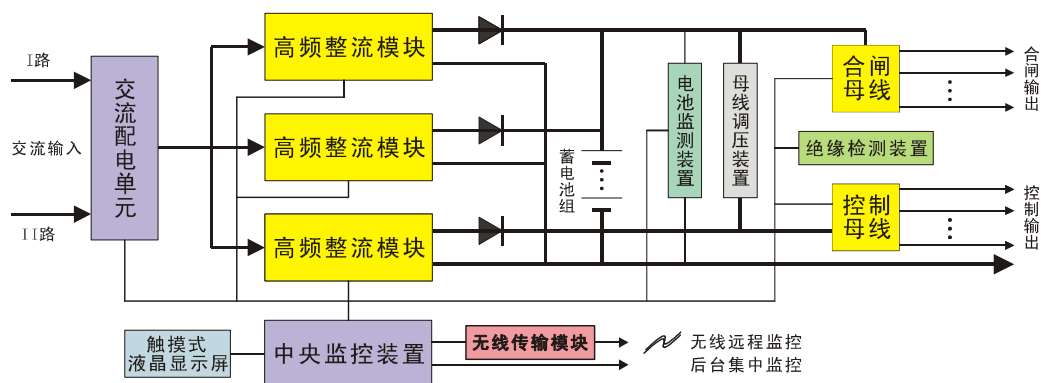 I路
交流输入
II路
交流配电单元
高频整流模块
高频整流模块
高频整流模块
蓄电池组
电池监测装置
母线调压装置
合闸
母线
合闸输出
绝缘检测装置
控制
母线
控制输出
触摸式
液晶显示屏
中央监控装置
无线传输模块
无线远程监控
后台集中监控